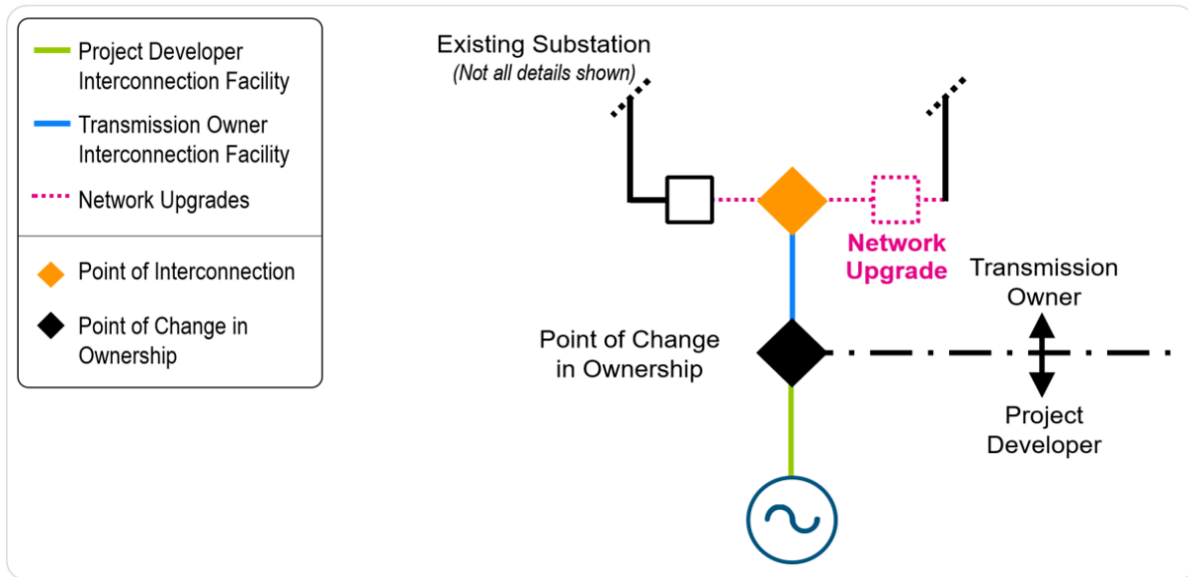 Project Developer
Interconnection Facility
Transmission Owner
Interconnection Facility
Network Upgrades
Point of Interconnection
Point of Change in
Ownership
Existing Substation
(Not all details shown)
Network
Upgrade
Transmission
Owner
Point of Change
in Ownership
Project
Developer